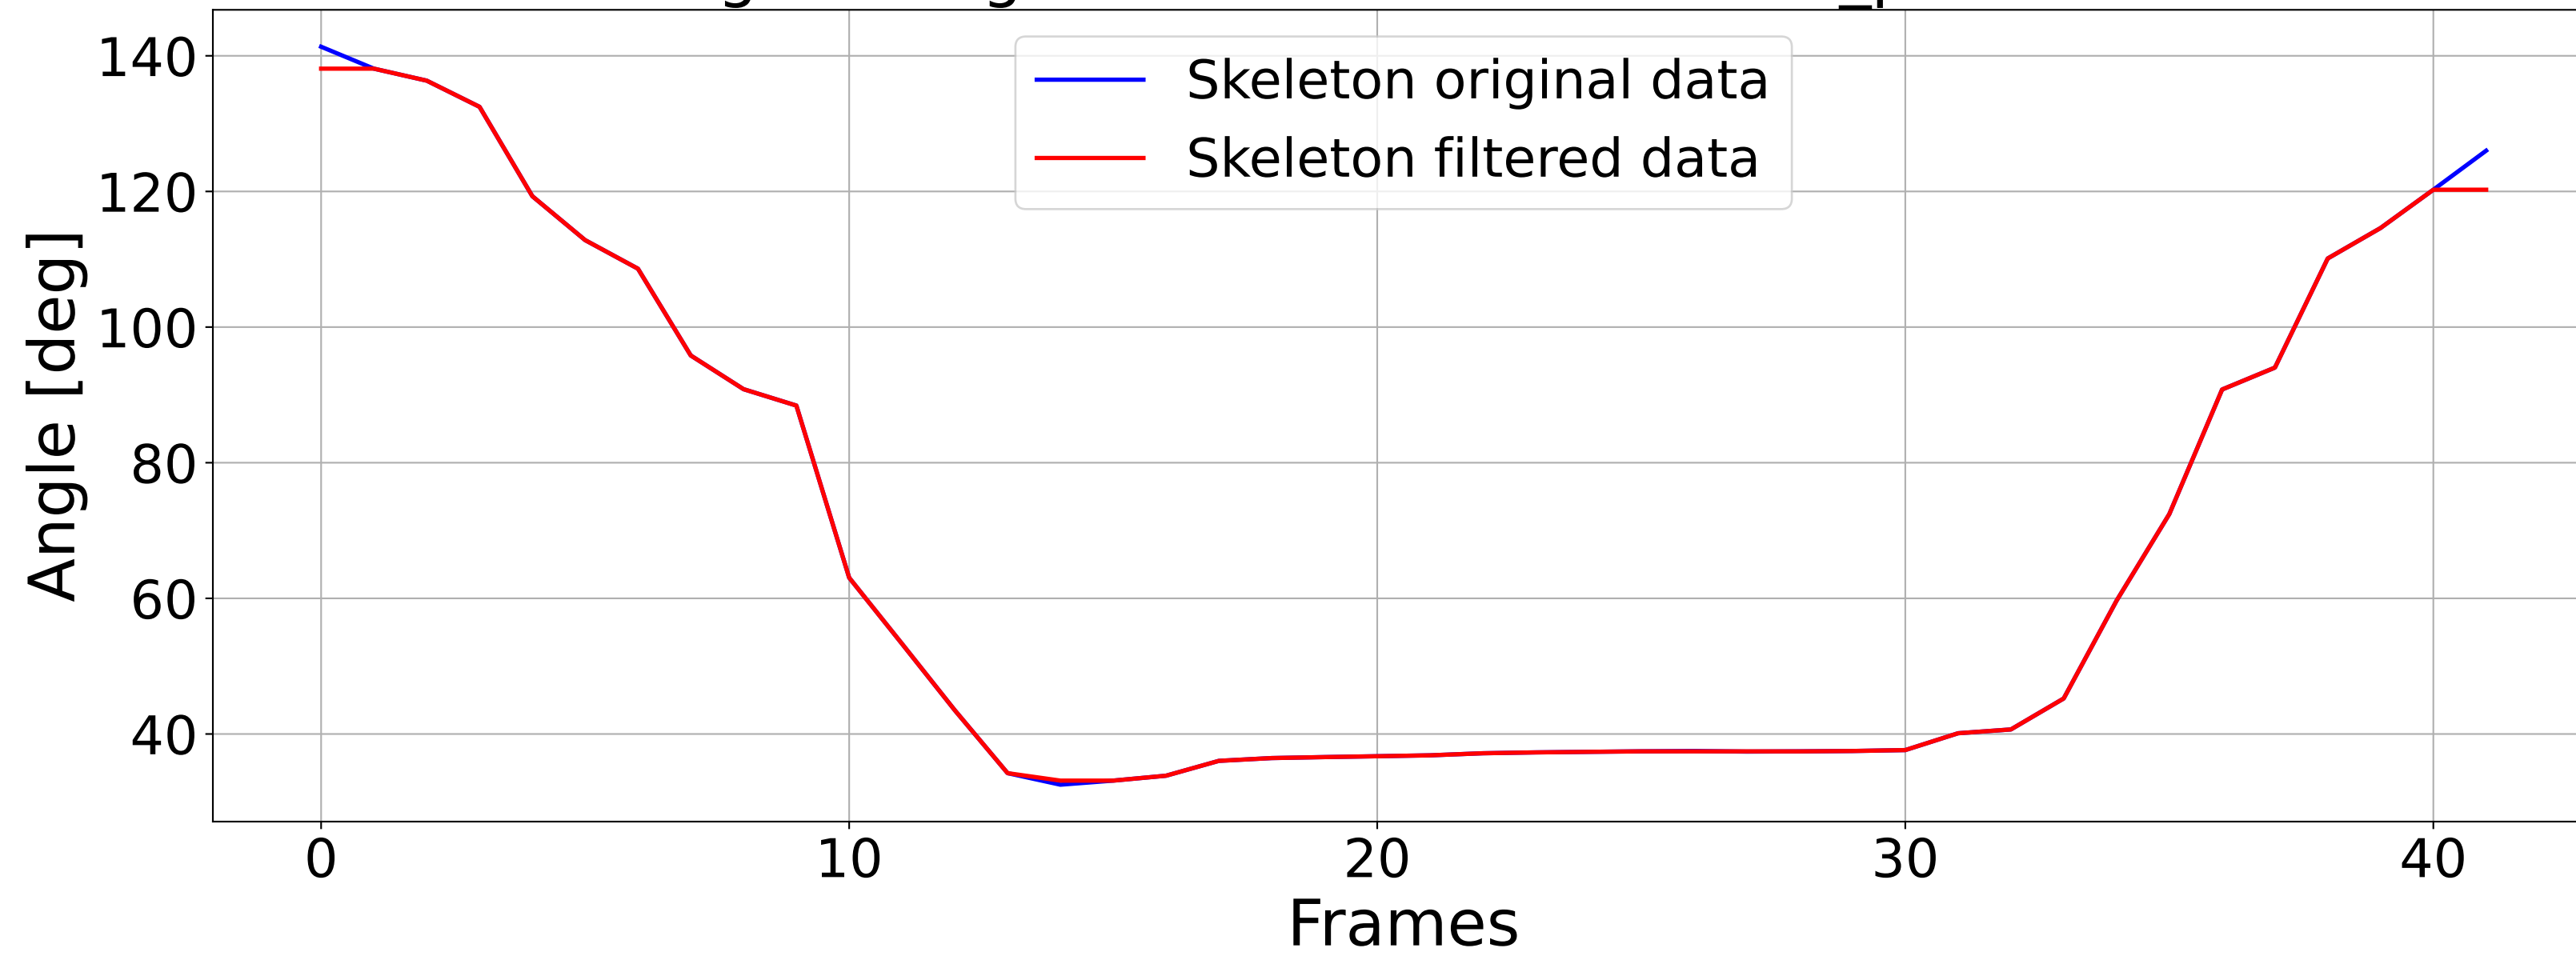 140
120
100
80
60
40
Angle [deg]
Skeleton original data
Skeleton filtered data
0 10 20 30 40
Frames